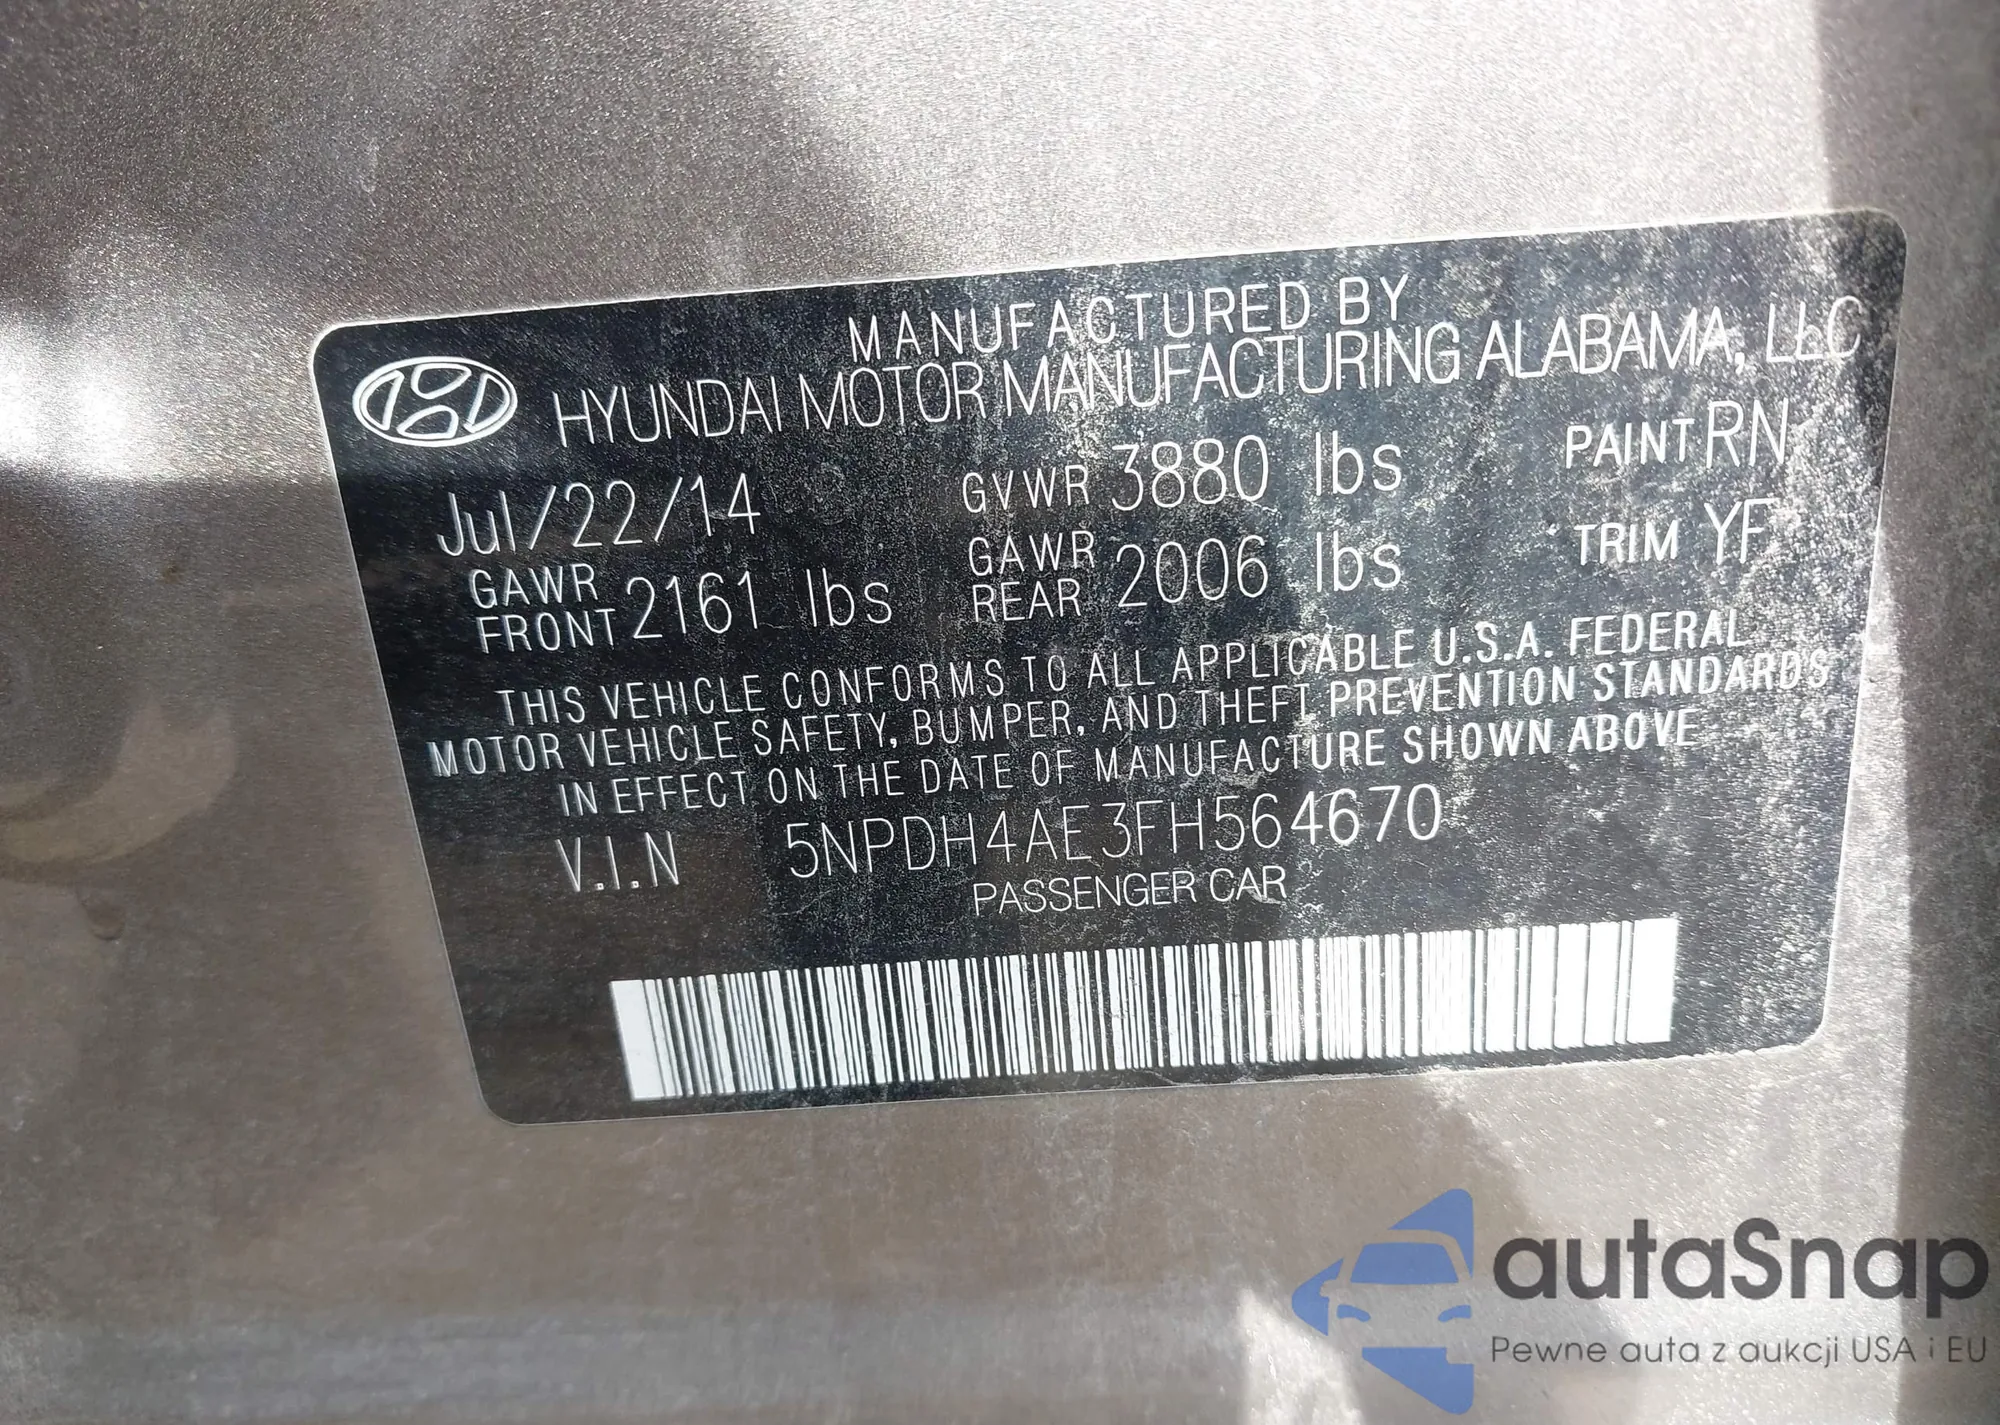 MANUFACTURED BY
HYUNDAI MOTOR MANUFACTURING ALABAMA, LLC
Jul/22/14 GVWR 3880 lbs PAINT RN
GAWR FRONT 2161 lbs GAWR REAR 2006 lbs TRIM YF
THIS VEHICLE CONFORMS TO ALL APPLICABLE U.S.A. FEDERAL
MOTOR VEHICLE SAFETY, BUMPER, AND THEFT PREVENTION STANDARDS
IN EFFECT ON THE DATE OF MANUFACTURE SHOWN ABOVE
V.I.N 5NPDH4AE3FH564670
PASSENGER CAR
autaSnap
Pewne auta z aukcji USA i EU